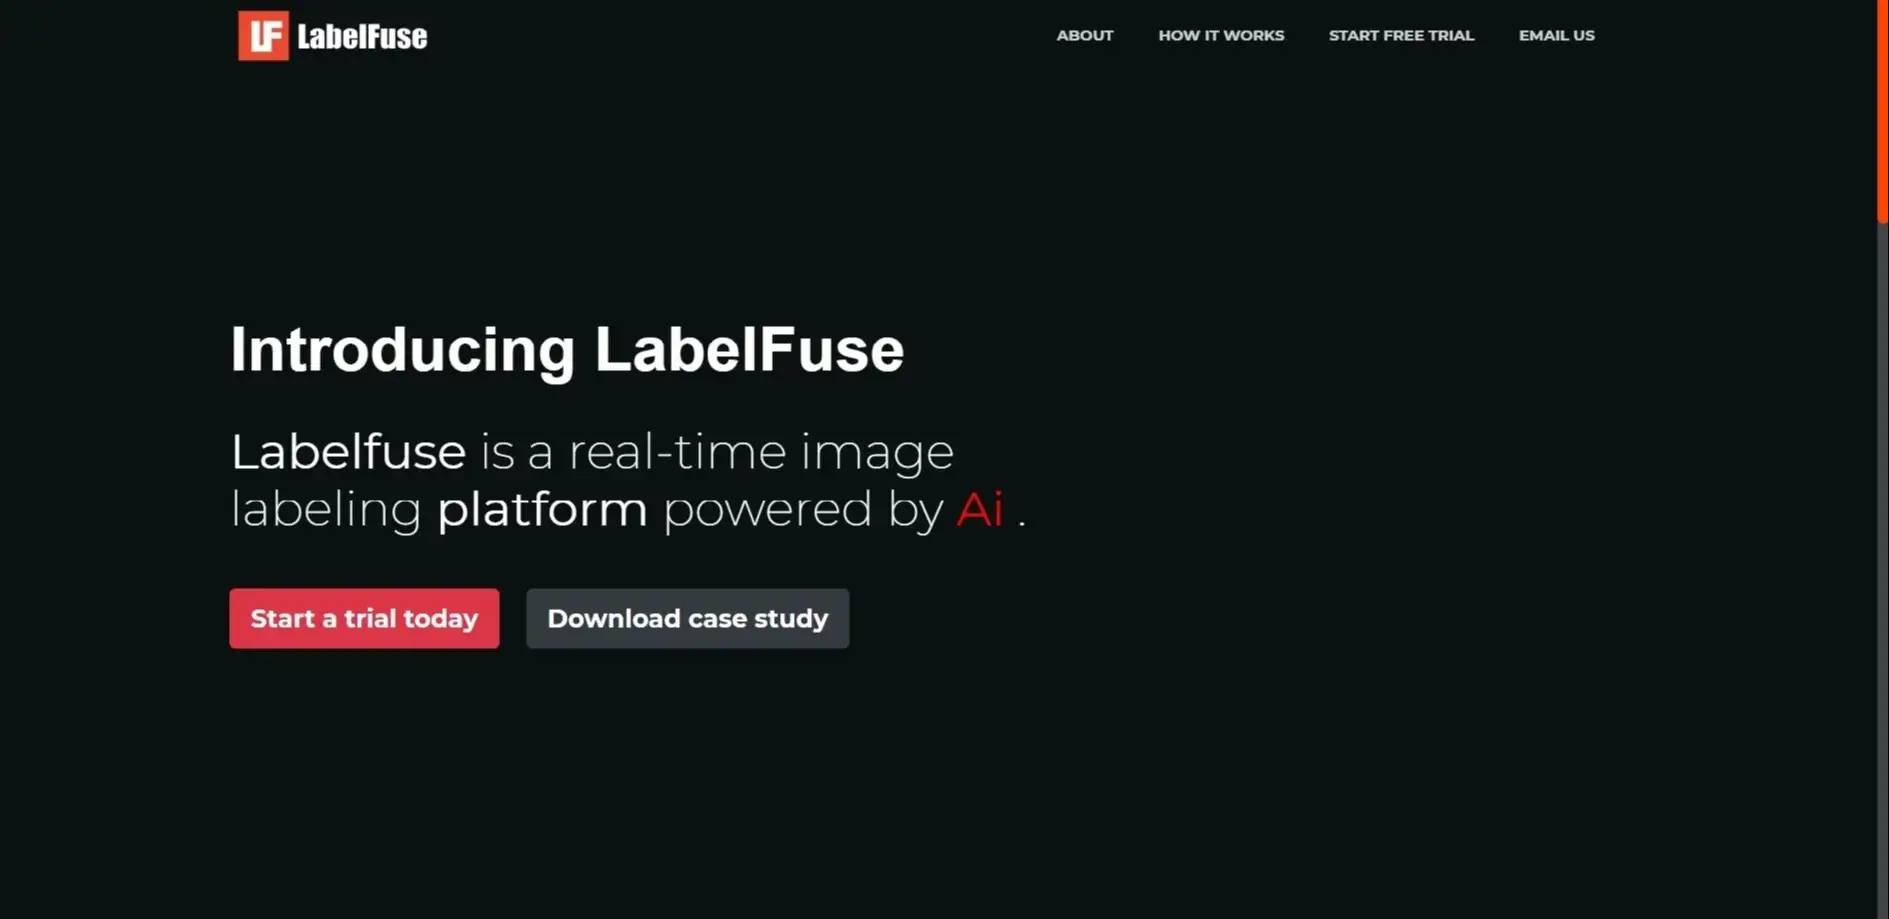 LF LabelFuse
ABOUT HOW IT WORKS START FREE TRIAL EMAIL US
Introducing LabelFuse
Labelfuse is a real-time image
labeling platform powered by Ai .
Start a trial today Download case study